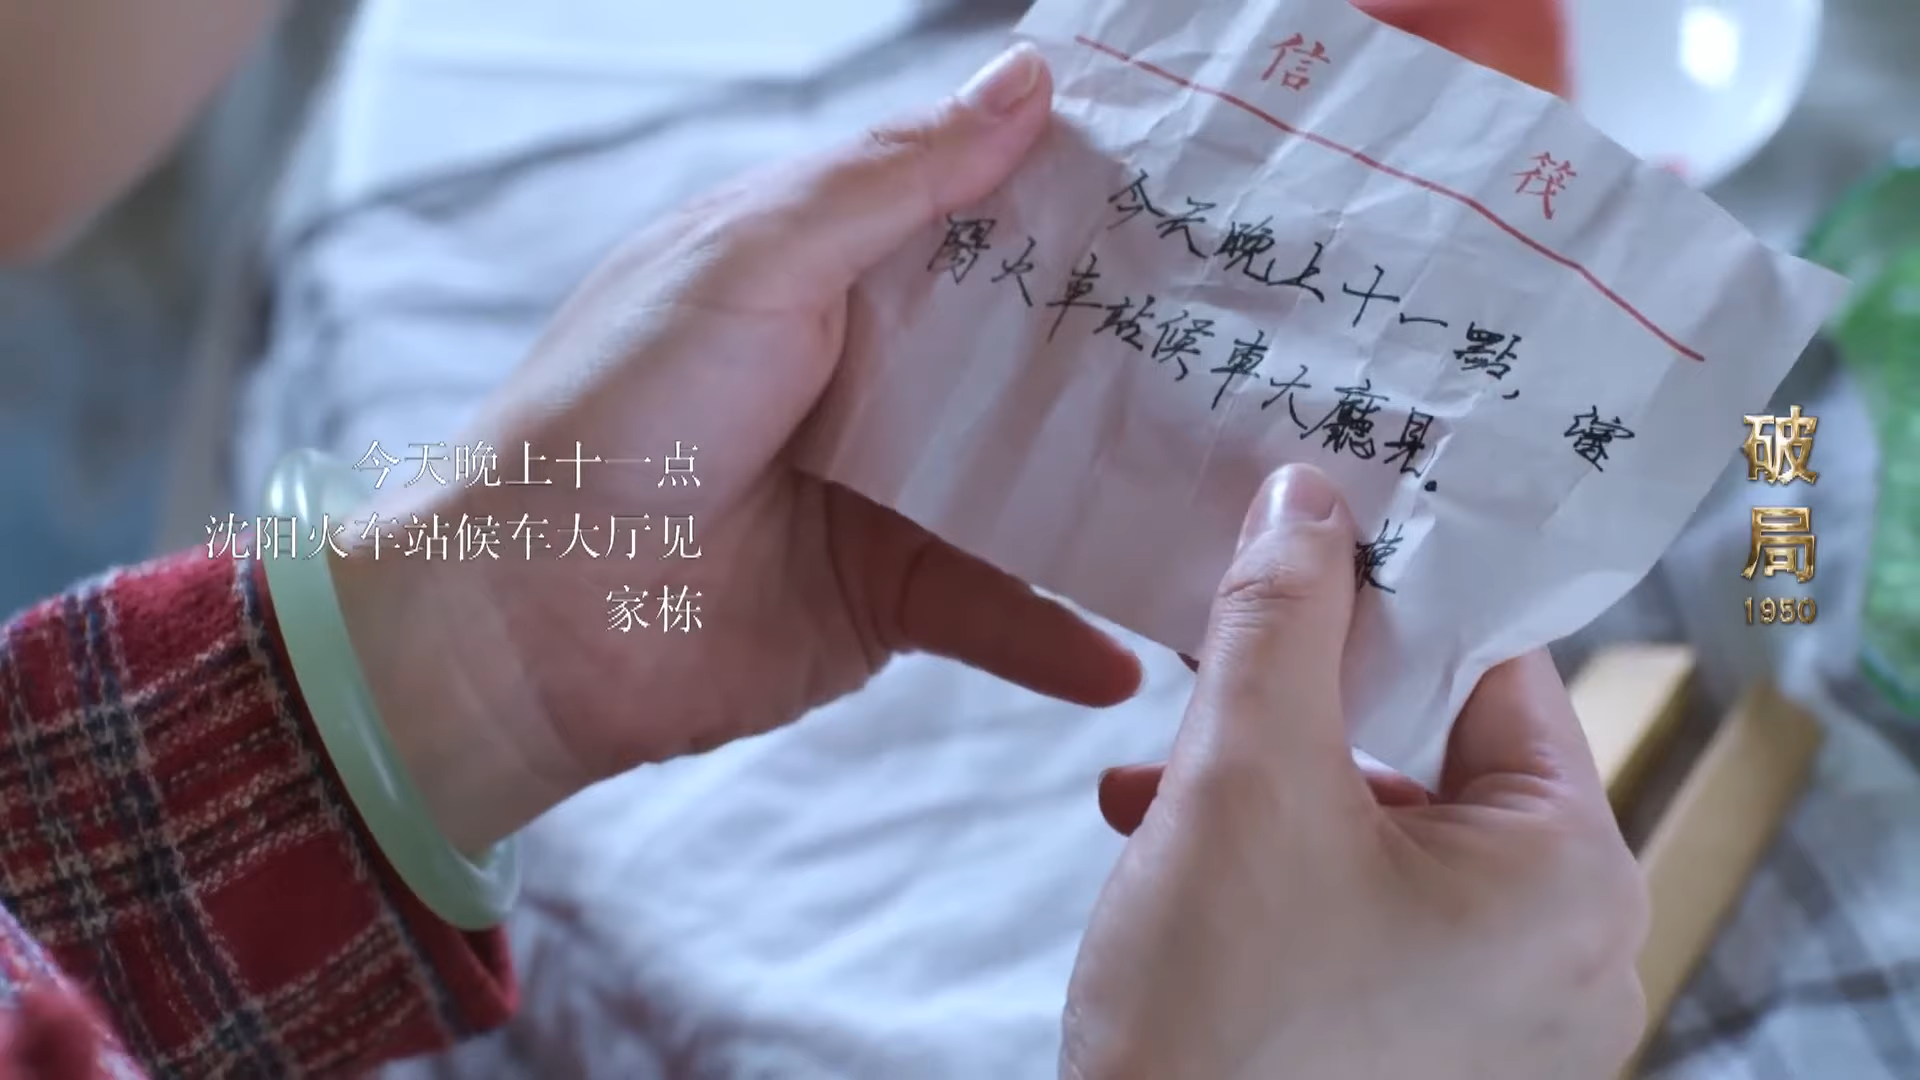 信 箋
今天晚上十一點，瀋
陽火車站候車大廳見.
棟
今天晚上十一点
沈阳火车站候车大厅见
家栋
破局
1950